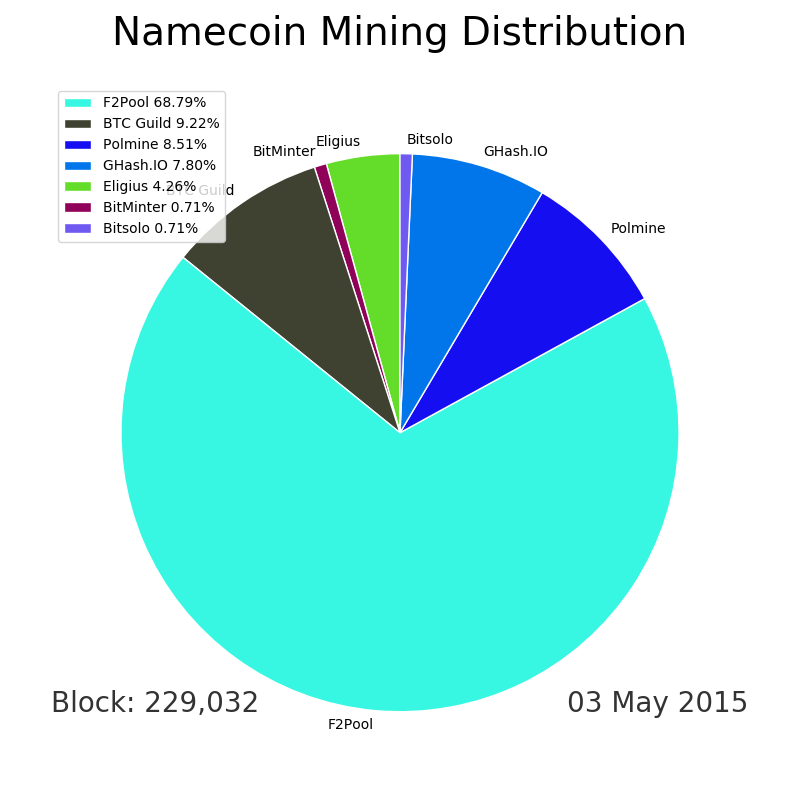 Namecoin Mining Distribution
F2Pool 68.79%
BTC Guild 9.22%
Polmine 8.51%
GHash.IO 7.80%
Eligius 4.26%
BitMinter 0.71%
Bitsolo 0.71%
BTC Guild
BitMinter
Eligius
Bitsolo
GHash.IO
Polmine
F2Pool
Block: 229,032
03 May 2015